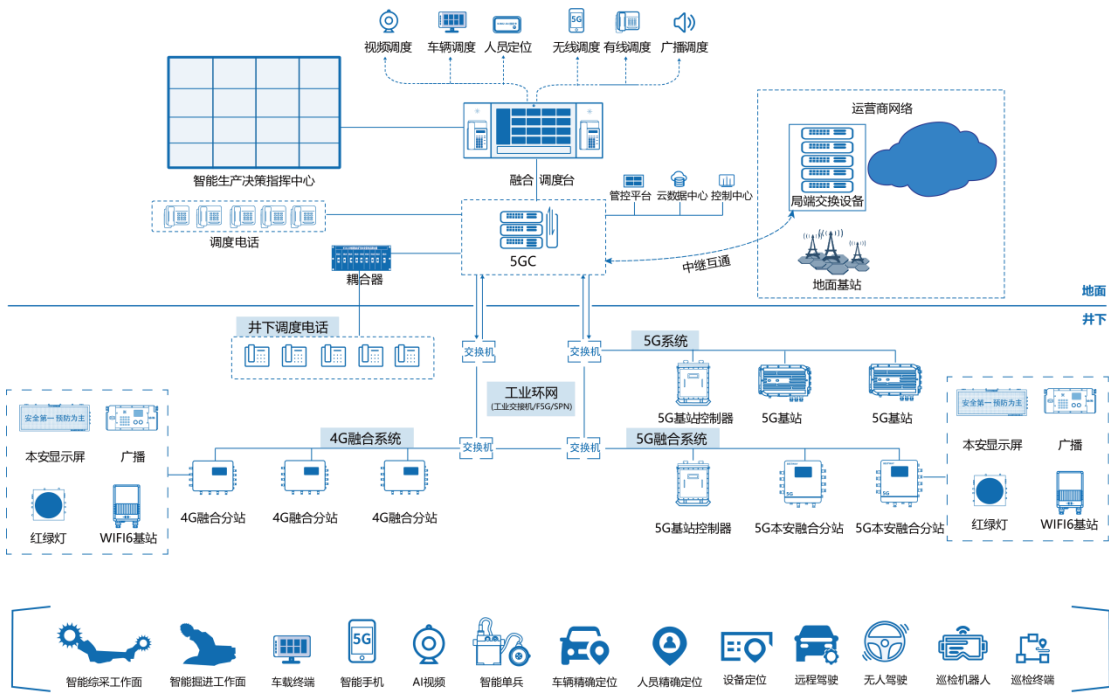 5G
视频调度 车辆调度 人员定位 无线调度 有线调度 广播调度
运营商网络
智能生产决策指挥中心
融合 调度台
管控平台 云数据中心 控制中心
局端交换设备
调度电话
5GC
中继互通
耦合器
地面基站
地面
井下
井下调度电话
交换机 交换机
5G系统
工业环网
(工业交换机/F5G/SPN)
5G基站控制器 5G基站 5G基站
安全第一 预防为主
本安显示屏 广播
4G融合系统
交换机 交换机
5G融合系统
安全第一 预防为主
本安显示屏 广播
4G融合分站 4G融合分站 4G融合分站
5G 5G
5G基站控制器 5G本安融合分站 5G本安融合分站
红绿灯 WIFI6基站
红绿灯 WIFI6基站
5G
智能综采工作面 智能掘进工作面 车载终端 智能手机 AI视频 智能单兵 车辆精确定位 人员精确定位 设备定位 远程驾驶 无人驾驶 巡检机器人 巡检终端